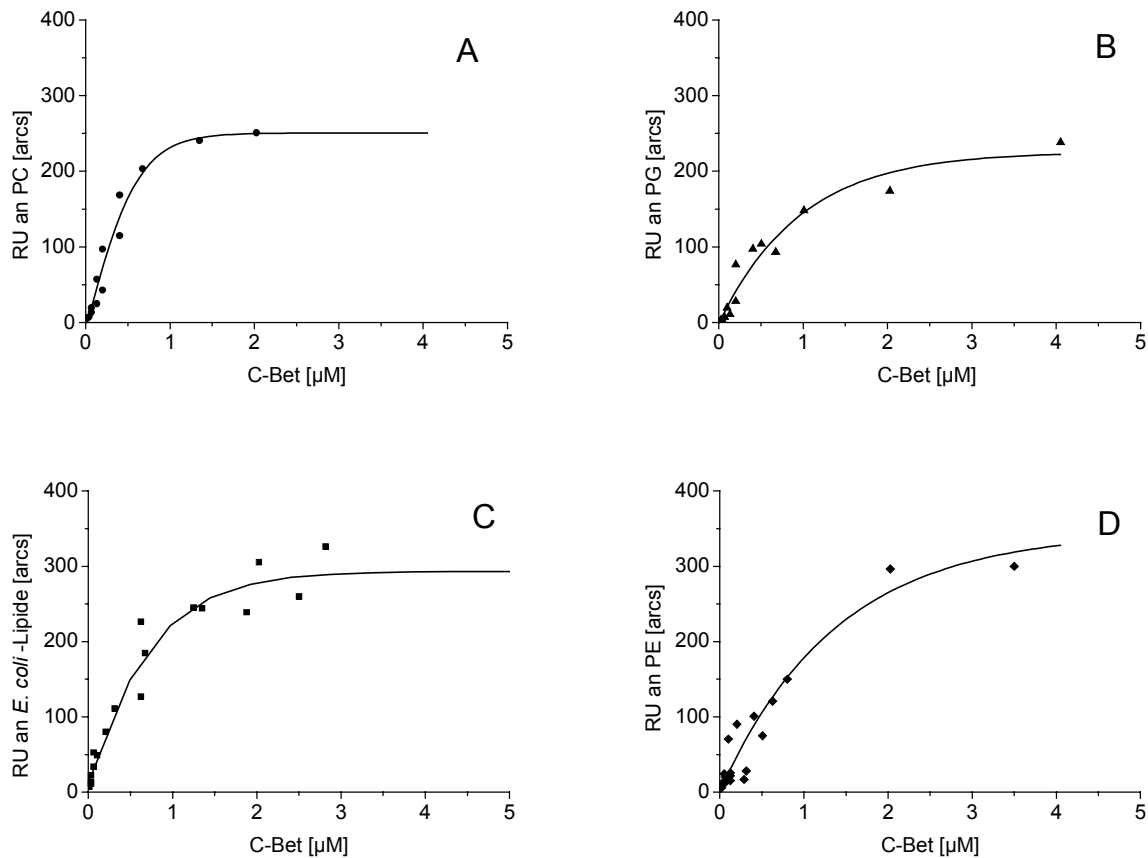 A
400
300
200
100
0
RU an PC [arcs]
0 1 2 3 4 5
C-Bet [µM]
B
400
300
200
100
0
RU an PG [arcs]
0 1 2 3 4 5
C-Bet [µM]
C
400
300
200
100
0
RU an E. coli -Lipide [arcs]
0 1 2 3 4 5
C-Bet [µM]
D
400
300
200
100
0
RU an PE [arcs]
0 1 2 3 4 5
C-Bet [µM]